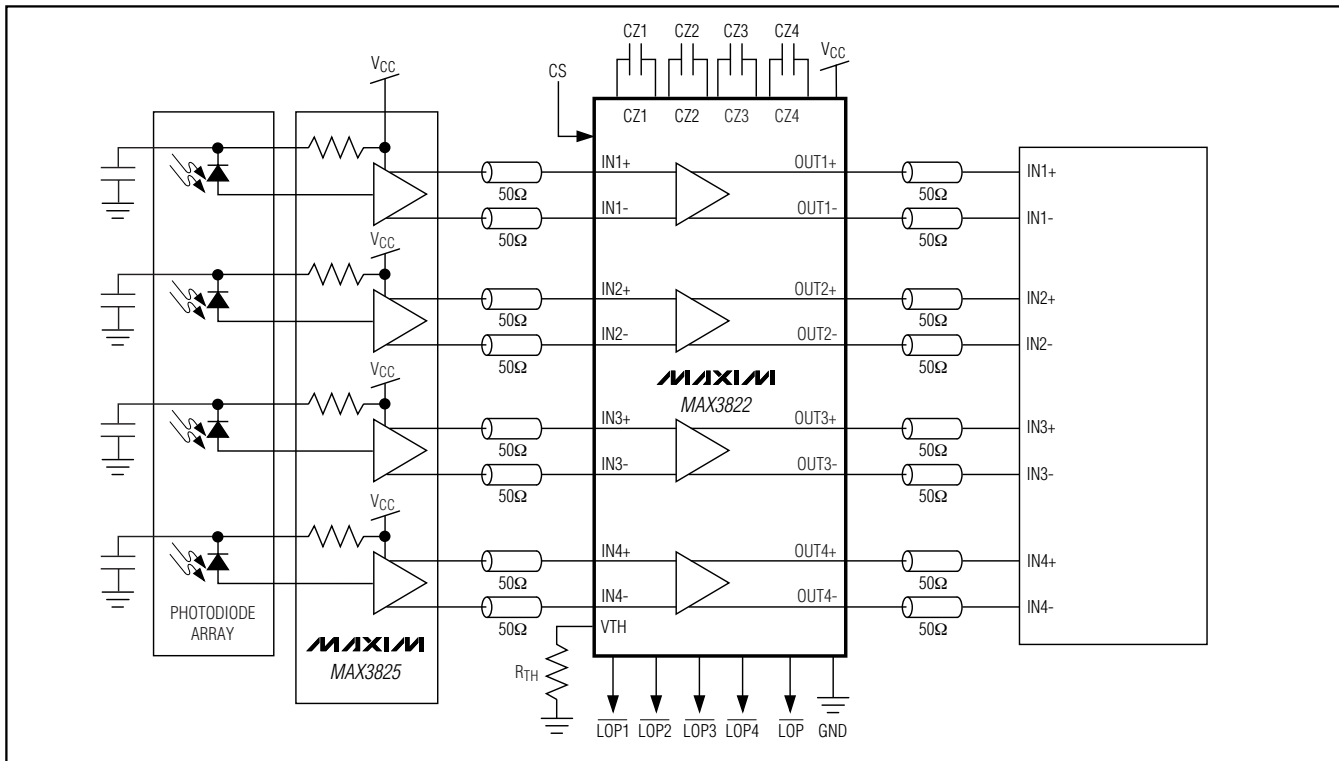 CZ1 CZ2 CZ3 CZ4
VCC
CS
VCC
CZ1 CZ2 CZ3 CZ4
IN1+ OUT1+ IN1+
50Ω 50Ω
IN1- OUT1- IN1-
50Ω 50Ω
VCC
IN2+ OUT2+ IN2+
50Ω 50Ω
IN2- OUT2- IN2-
50Ω 50Ω
MAXIM
MAX3822
VCC
IN3+ OUT3+ IN3+
50Ω 50Ω
IN3- OUT3- IN3-
50Ω 50Ω
VCC
IN4+ OUT4+ IN4+
50Ω 50Ω
IN4- OUT4- IN4-
50Ω 50Ω
PHOTODIODE
ARRAY
MAXIM
MAX3825
VTH
RTH
LOP1 LOP2 LOP3 LOP4 LOP GND